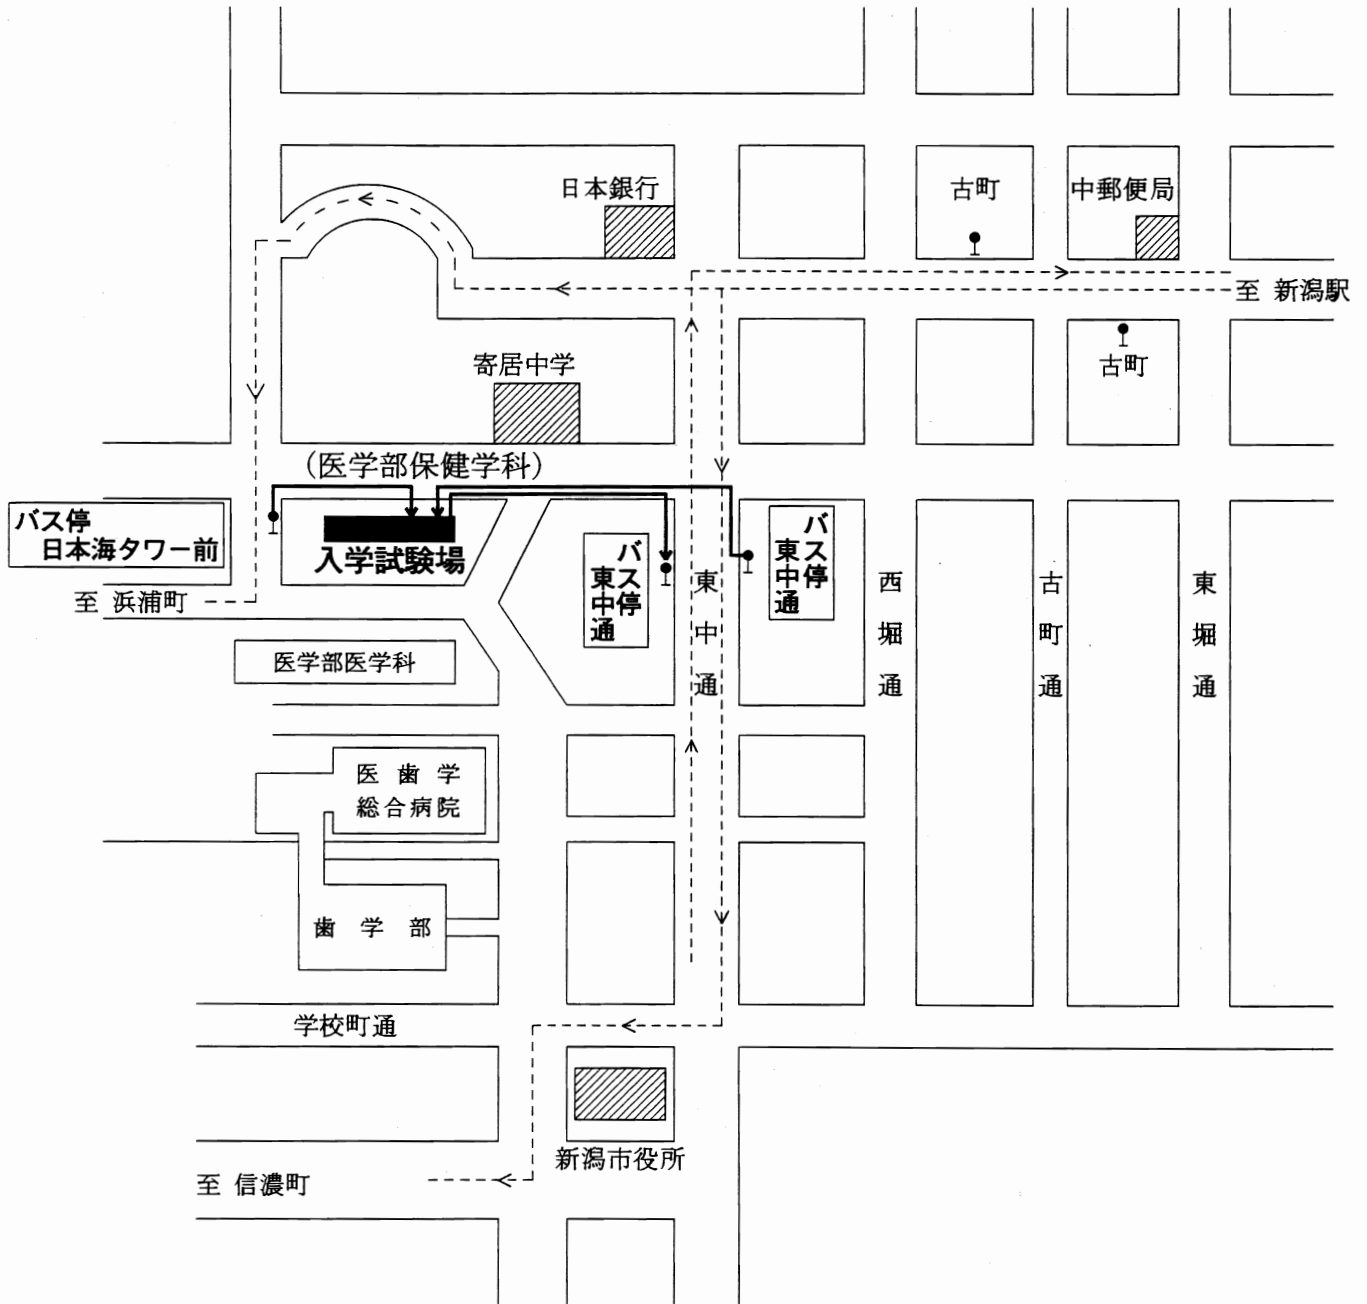 日本銀行
古町
中郵便局
至 新潟駅
古町
寄居中学
(医学部保健学科)
バス停
日本海タワー前
入学試験場
バス停
東中通
東中通
バス停
東中通
西堀通
古町通
東堀通
至 浜浦町
医学部医学科
医歯学
総合病院
歯学部
学校町通
新潟市役所
至 信濃町